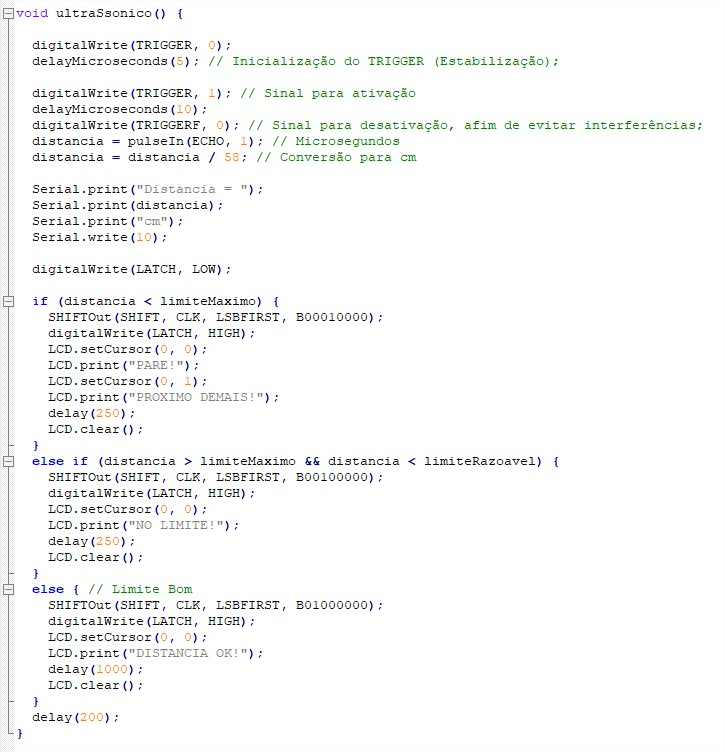 void ultraSsonico() {
digitalWrite(TRIGGER, 0);
delayMicroseconds(5); // Inicialização do TRIGGER (Estabilização);
digitalWrite(TRIGGER, 1); // Sinal para ativação
delayMicroseconds(10);
digitalWrite(TRIGGERF, 0); // Sinal para desativação, afim de evitar interferências;
distancia = pulseIn(ECHO, 1); // Microsegundos
distancia = distancia / 58; // Conversão para cm
Serial.print("Distancia = ");
Serial.print(distancia);
Serial.print("cm");
Serial.write(10);
digitalWrite(LATCH, LOW);
if (distancia < limiteMaximo) {
SHIFTOut(SHIFT, CLK, LSBFIRST, B00010000);
digitalWrite(LATCH, HIGH);
LCD.setCursor(0, 0);
LCD.print("PARE!");
LCD.setCursor(0, 1);
LCD.print("PROXIMO DEMAIS!");
delay(250);
LCD.clear();
}
else if (distancia > limiteMaximo && distancia < limiteRazoavel) {
SHIFTOut(SHIFT, CLK, LSBFIRST, B00100000);
digitalWrite(LATCH, HIGH);
LCD.setCursor(0, 0);
LCD.print("NO LIMITE!");
delay(250);
LCD.clear();
}
else { // Limite Bom
SHIFTOut(SHIFT, CLK, LSBFIRST, B01000000);
digitalWrite(LATCH, HIGH);
LCD.setCursor(0, 0);
LCD.print("DISTANCIA OK!");
delay(1000);
LCD.clear();
}
delay(200);
}